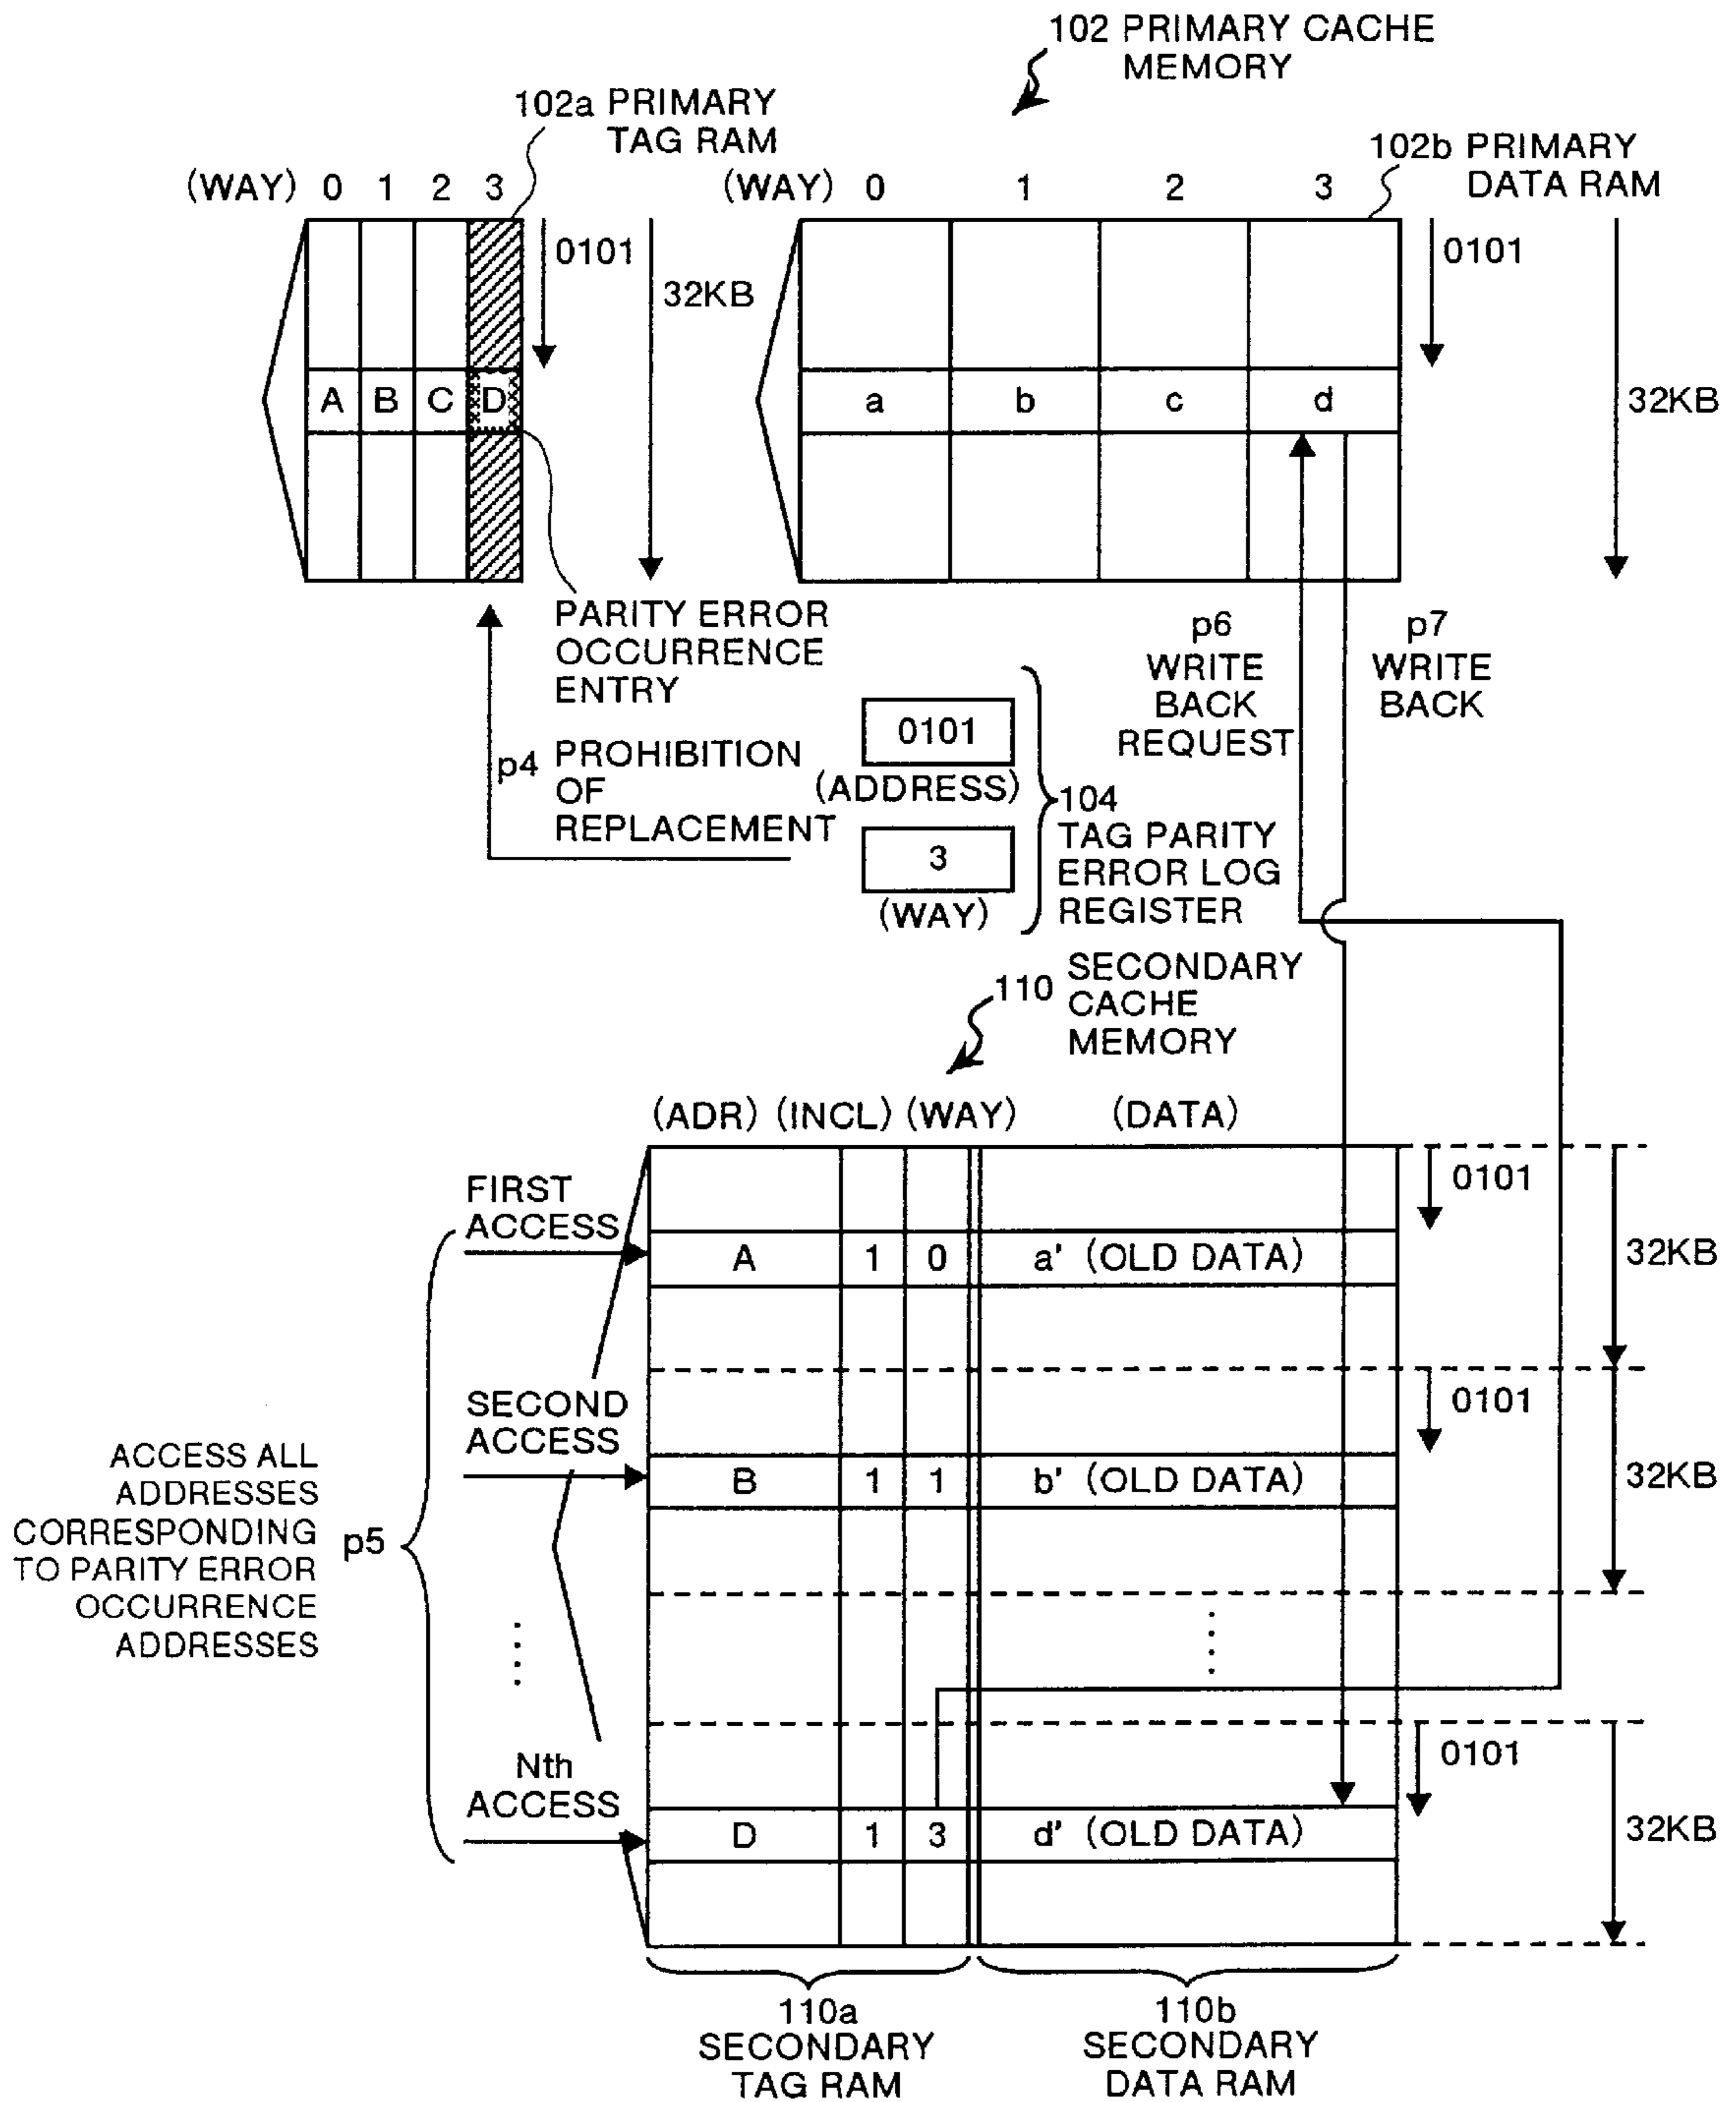 102 PRIMARY CACHE
MEMORY
102a PRIMARY
TAG RAM
102b PRIMARY
DATA RAM
(WAY) 0 1 2 3
(WAY) 0 1 2 3
0101
32KB
0101
A B C D
a b c d
32KB
PARITY ERROR
OCCURRENCE
ENTRY
p6
WRITE
BACK
REQUEST
p7
WRITE
BACK
p4 PROHIBITION
OF
REPLACEMENT
0101
(ADDRESS)
3
(WAY)
104
TAG PARITY
ERROR LOG
REGISTER
110 SECONDARY
CACHE
MEMORY
(ADR) (INCL) (WAY) (DATA)
FIRST
ACCESS
0101
A 1 0 a' (OLD DATA)
32KB
SECOND
ACCESS
0101
B 1 1 b' (OLD DATA)
32KB
ACCESS ALL
ADDRESSES
CORRESPONDING
TO PARITY ERROR
OCCURRENCE
ADDRESSES
p5
Nth
ACCESS
0101
D 1 3 d' (OLD DATA)
32KB
110a
SECONDARY
TAG RAM
110b
SECONDARY
DATA RAM